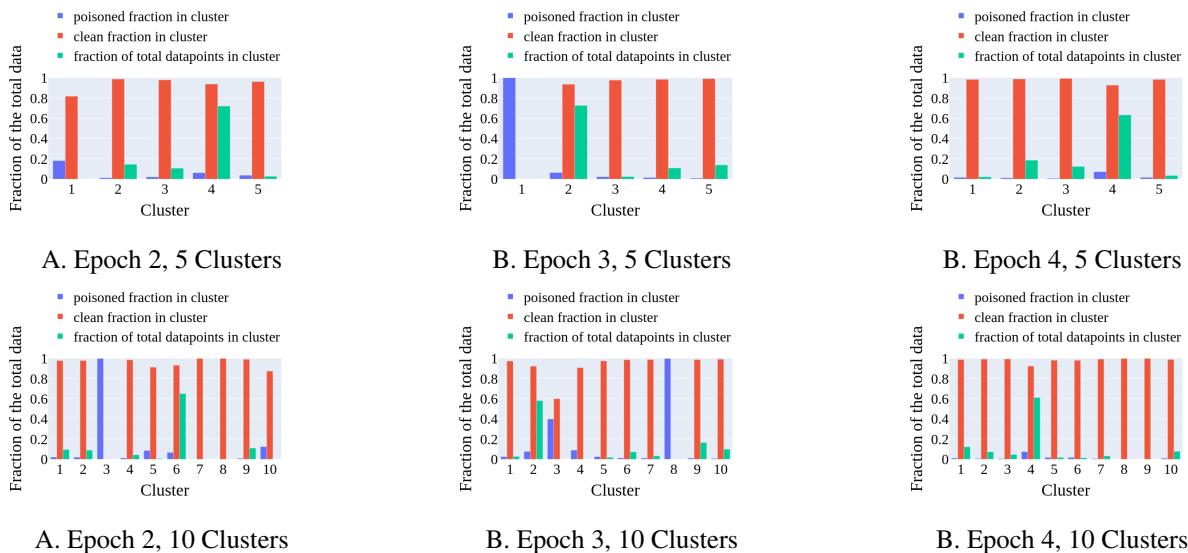 poisoned fraction in cluster
clean fraction in cluster
fraction of total datapoints in cluster
Fraction of the total data
1
0.8
0.6
0.4
0.2
0
1 2 3 4 5
Cluster
A. Epoch 2, 5 Clusters
poisoned fraction in cluster
clean fraction in cluster
fraction of total datapoints in cluster
Fraction of the total data
1
0.8
0.6
0.4
0.2
0
1 2 3 4 5
Cluster
B. Epoch 3, 5 Clusters
poisoned fraction in cluster
clean fraction in cluster
fraction of total datapoints in cluster
Fraction of the total data
1
0.8
0.6
0.4
0.2
0
1 2 3 4 5
Cluster
B. Epoch 4, 5 Clusters
poisoned fraction in cluster
clean fraction in cluster
fraction of total datapoints in cluster
Fraction of the total data
1
0.8
0.6
0.4
0.2
0
1 2 3 4 5 6 7 8 9 10
Cluster
A. Epoch 2, 10 Clusters
poisoned fraction in cluster
clean fraction in cluster
fraction of total datapoints in cluster
Fraction of the total data
1
0.8
0.6
0.4
0.2
0
1 2 3 4 5 6 7 8 9 10
Cluster
B. Epoch 3, 10 Clusters
poisoned fraction in cluster
clean fraction in cluster
fraction of total datapoints in cluster
Fraction of the total data
1
0.8
0.6
0.4
0.2
0
1 2 3 4 5 6 7 8 9 10
Cluster
B. Epoch 4, 10 Clusters